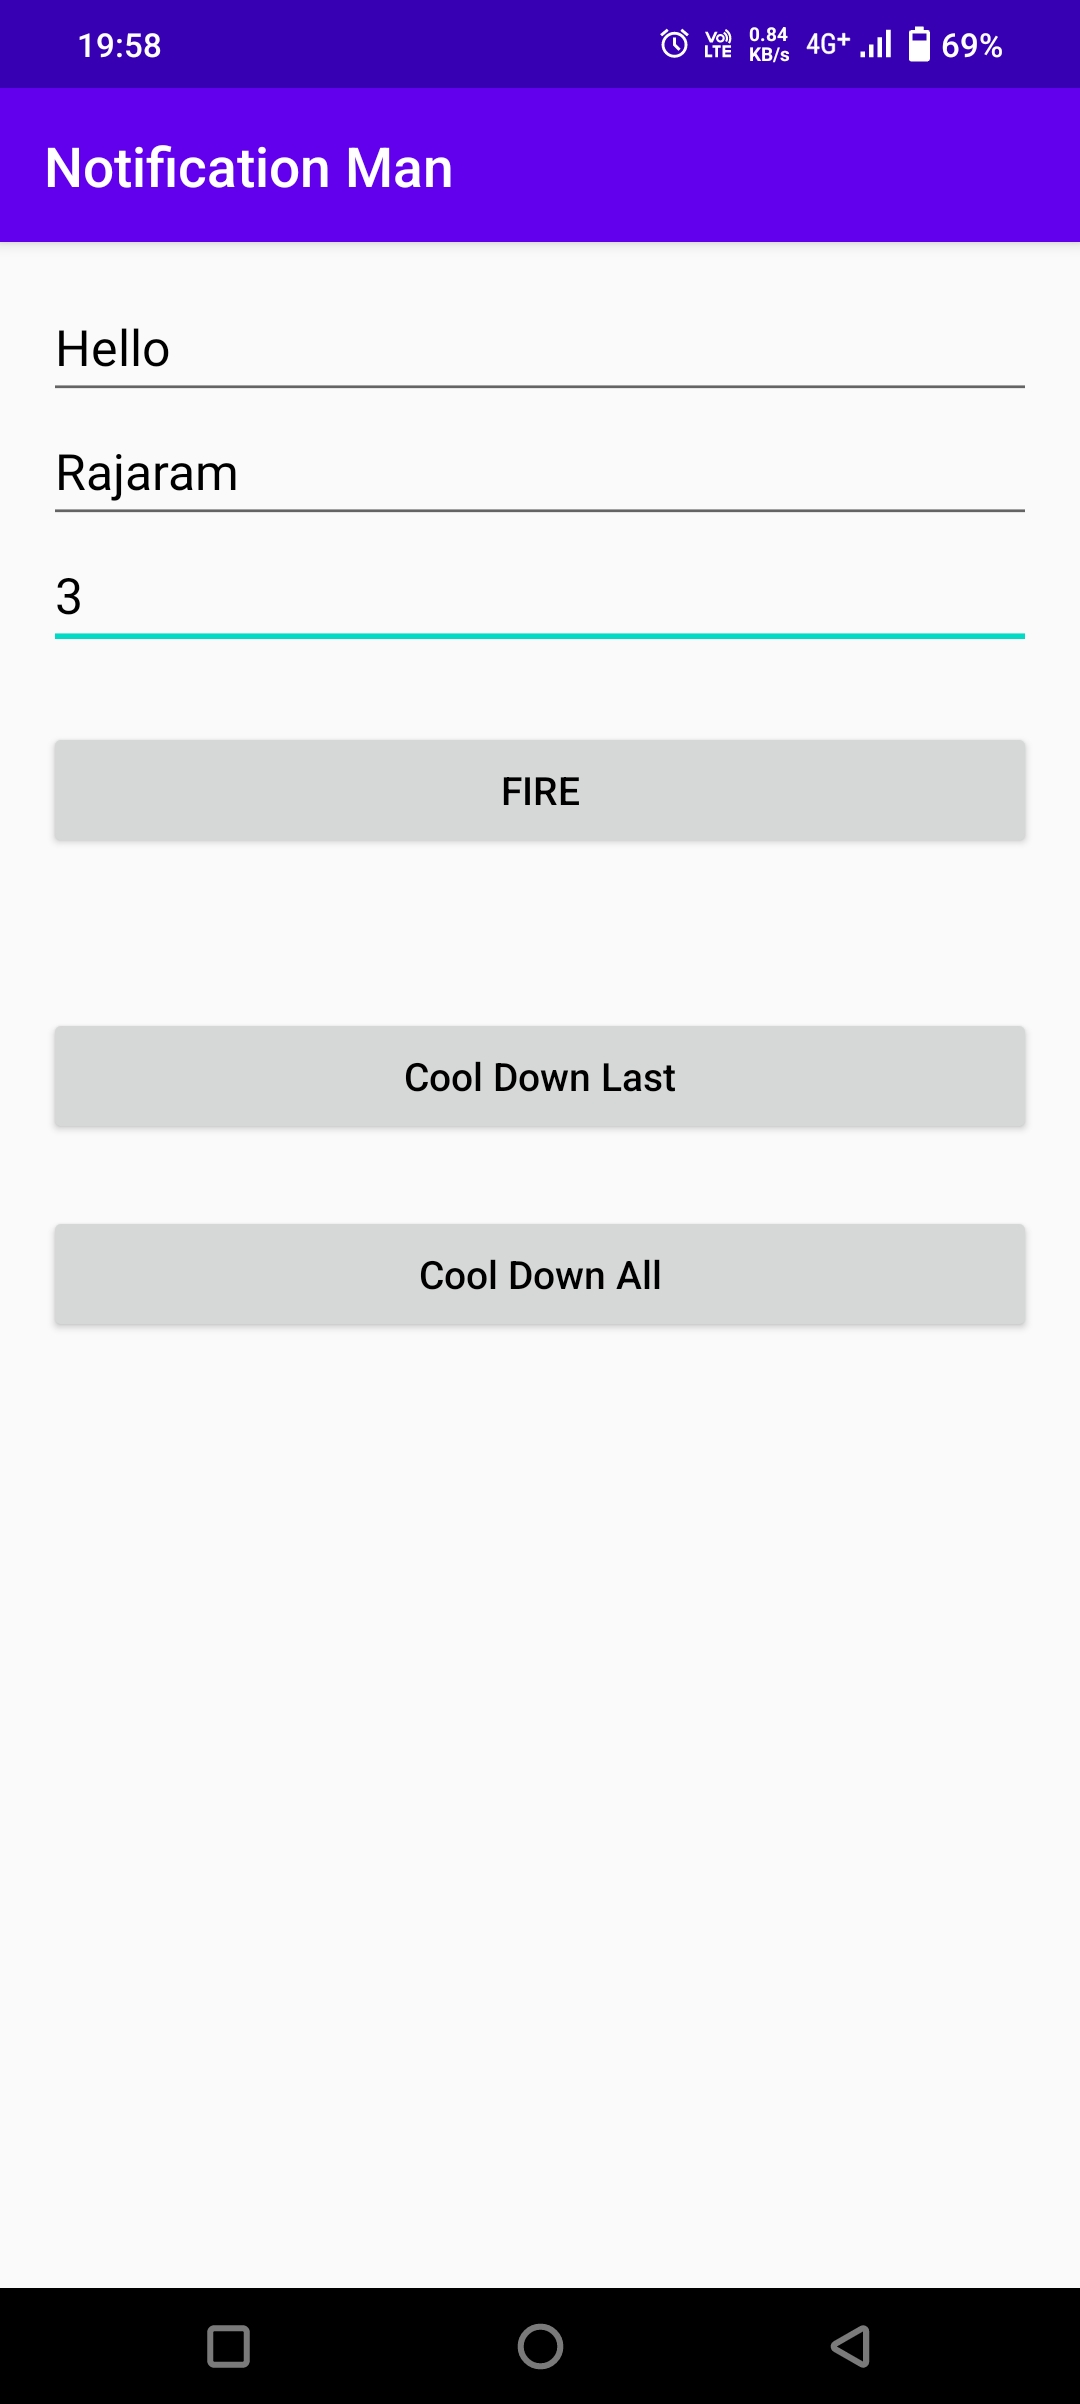 19:58 Vo)) LTE 0.84 KB/s 4G+ 69%
Notification Man
Hello
Rajaram
3
FIRE
Cool Down Last
Cool Down All